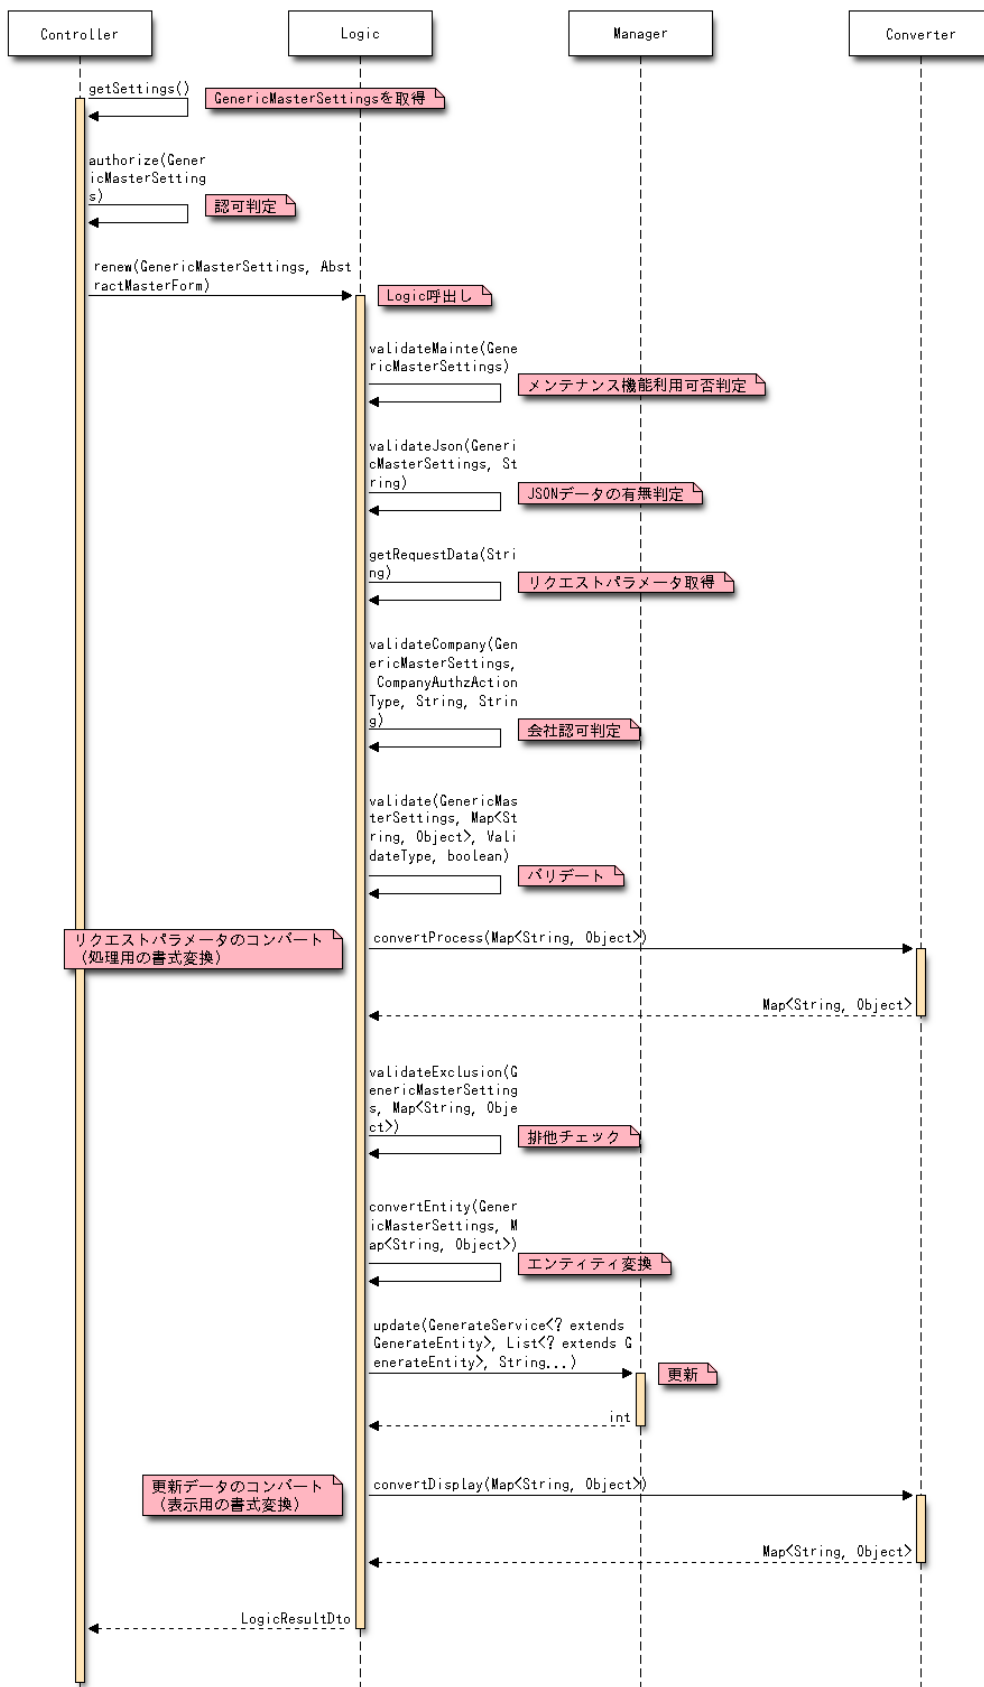 Controller
Logic
Manager
Converter
getSettings()
GenericMasterSettingsを取得
authorize(Gener
icMasterSetting
s)
認可判定
renew(GenericMasterSettings, Abst
ractMasterForm)
Logic呼出し
validateMainte(Gene
ricMasterSettings)
メンテナンス機能利用可否判定
validateJson(Generi
cMasterSettings, St
ring)
JSONデータの有無判定
getRequestData(Stri
ng)
リクエストパラメータ取得
validateCompany(Gen
ericMasterSettings,
CompanyAuthzAction
Type, String, Strin
g)
会社認可判定
validate(GenericMas
terSettings, Map<St
ring, Object>, Vali
dateType, boolean)
バリデート
リクエストパラメータのコンバート
（処理用の書式変換）
convertProcess(Map<String, Object>)
Map<String, Object>
validateExclusion(G
enericMasterSetting
s, Map<String, Obje
ct>)
排他チェック
convertEntity(Gener
icMasterSettings, M
ap<String, Object>)
エンティティ変換
update(GenerateService<? extends
GenerateEntity>, List<? extends G
enerateEntity>, String...)
更新
int
更新データのコンバート
（表示用の書式変換）
convertDisplay(Map<String, Object>)
Map<String, Object>
LogicResultDto